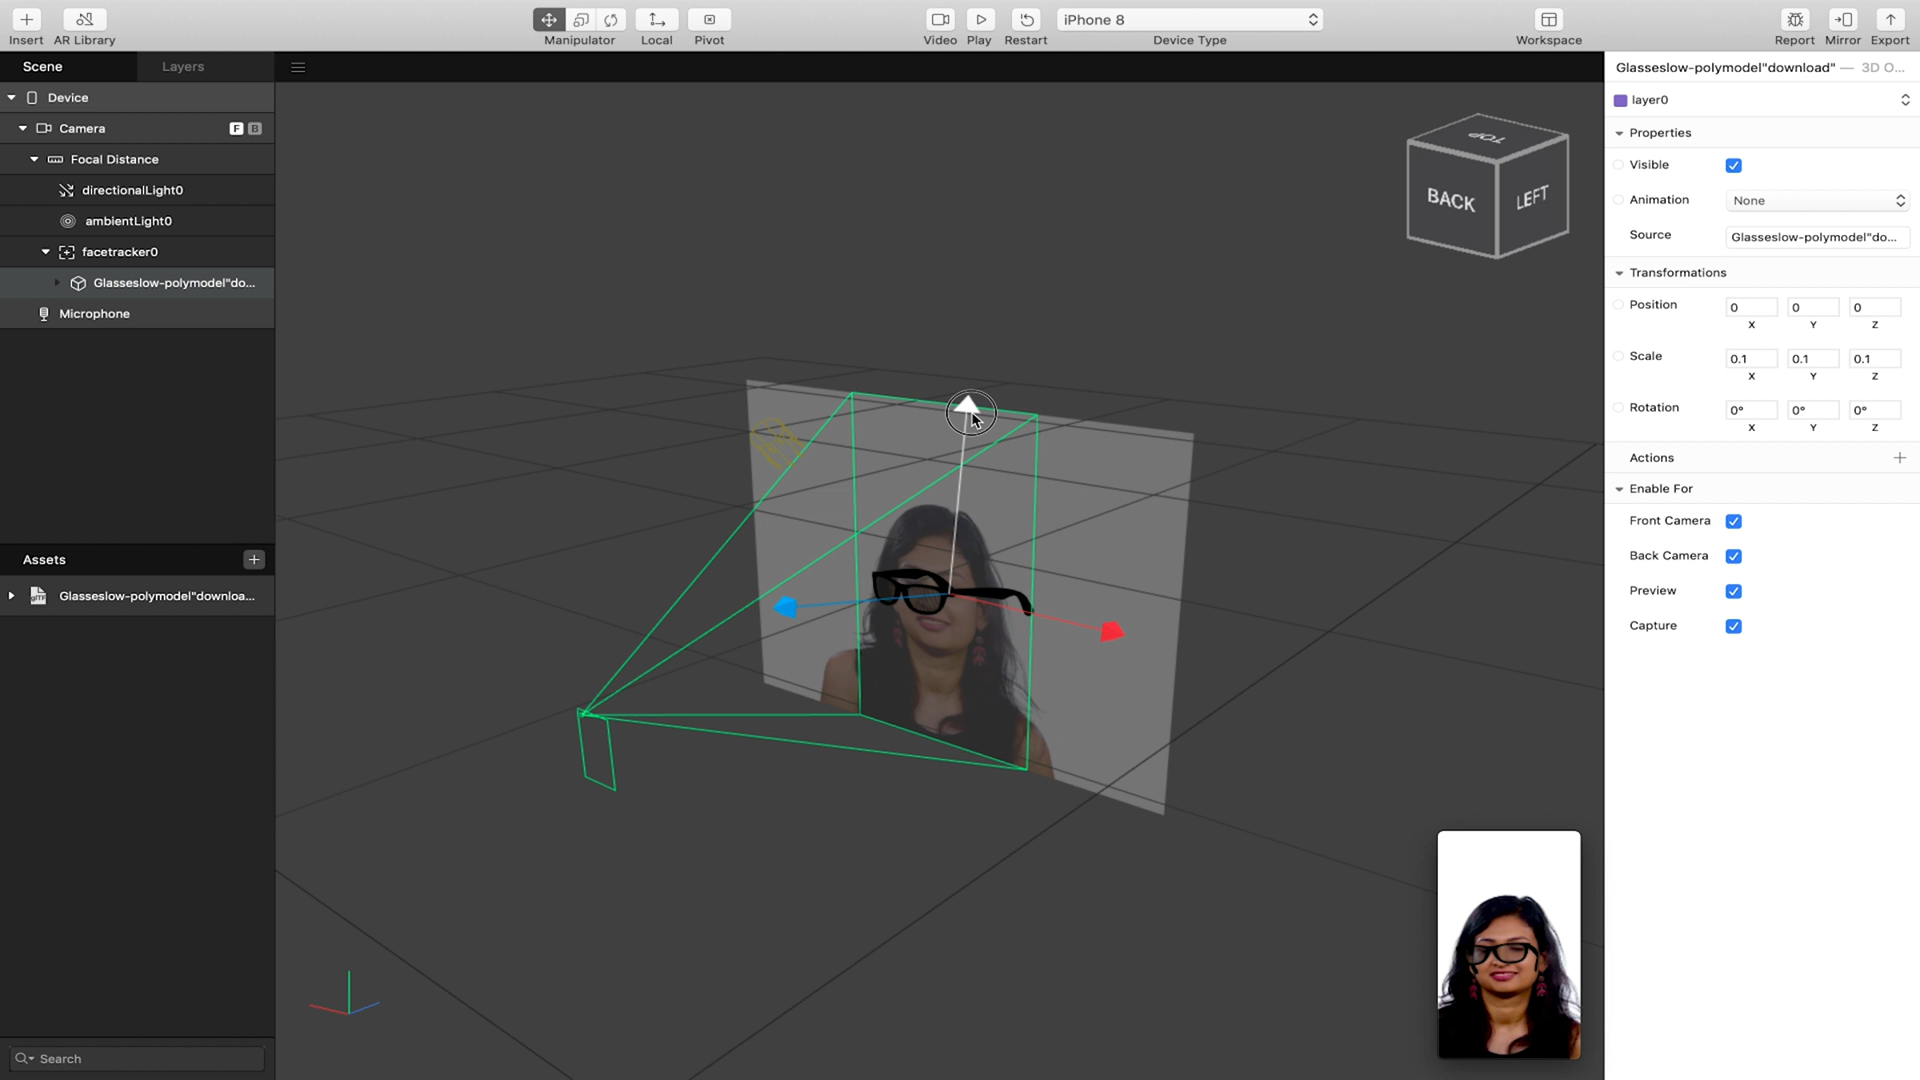 Insert
AR Library
Manipulator
Local
Pivot
Video
Play
Restart
iPhone 8
Device Type
Workspace
Report
Mirror
Export
Scene
Layers
Device
Camera
F
B
Focal Distance
directionalLight0
ambientLight0
facetracker0
Glasseslow-polymodel"do...
Microphone
Assets
Glasseslow-polymodel"downloa...
Search
TOP
BACK
LEFT
Glasseslow-polymodel"download" — 3D O...
layer0
Properties
Visible
Animation
None
Source
Glasseslow-polymodel"do...
Transformations
Position
0 0 0
X Y Z
Scale
0.1 0.1 0.1
X Y Z
Rotation
0° 0° 0°
X Y Z
Actions
Enable For
Front Camera
Back Camera
Preview
Capture